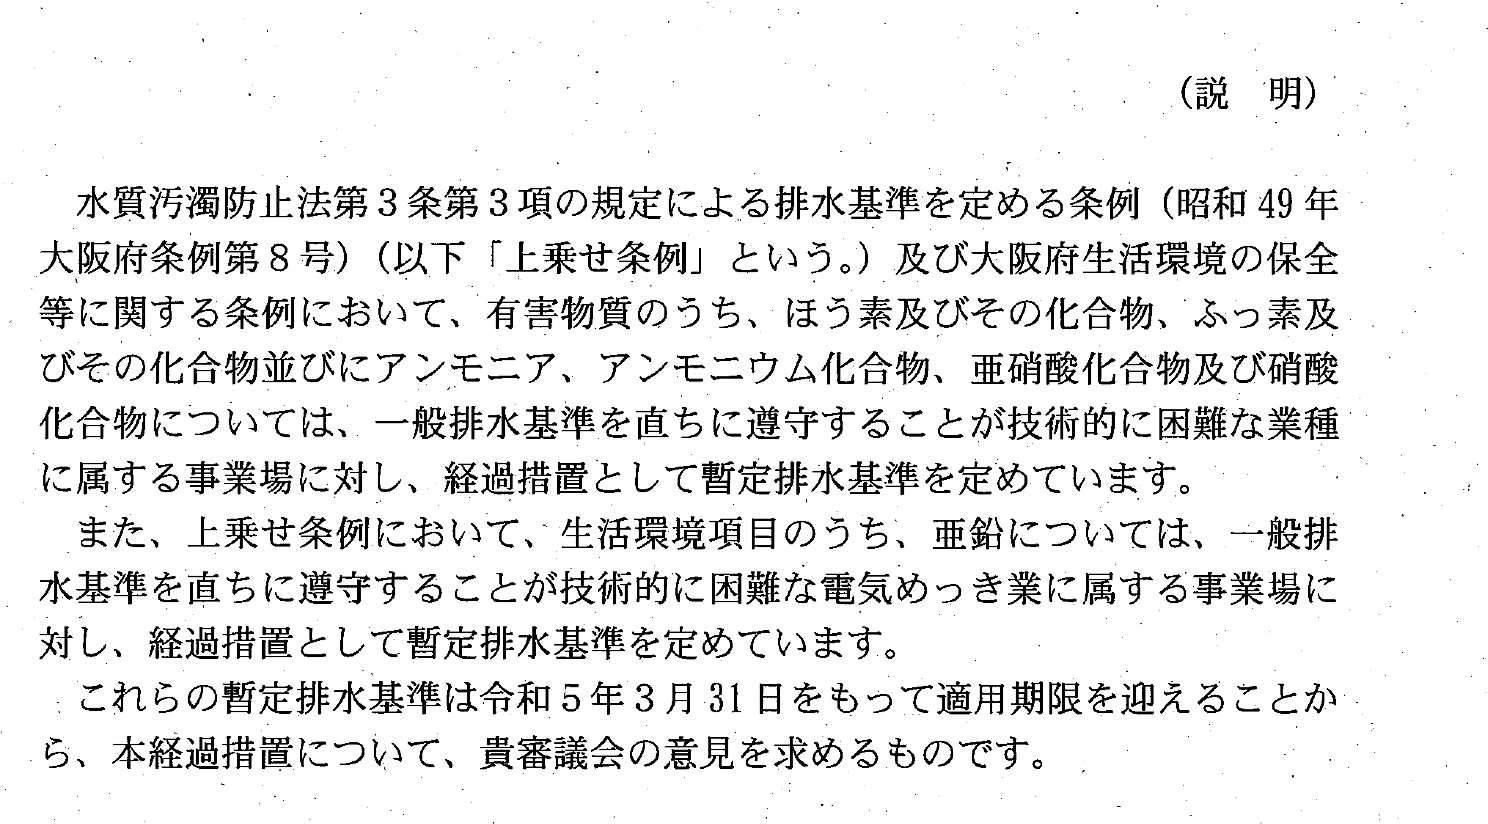 （説　明）
水質汚濁防止法第３条第３項の規定による排水基準を定める条例（昭和 49 年
大阪府条例第８号）（以下「上乗せ条例」という。）及び大阪府生活環境の保全
等に関する条例において、有害物質のうち、ほう素及びその化合物、ふっ素及
びその化合物並びにアンモニア、アンモニウム化合物、亜硝酸化合物及び硝酸
化合物については、一般排水基準を直ちに遵守することが技術的に困難な業種
に属する事業場に対し、経過措置として暫定排水基準を定めています。
また、上乗せ条例において、生活環境項目のうち、亜鉛については、一般排
水基準を直ちに遵守することが技術的に困難な電気めっき業に属する事業場に
対し、経過措置として暫定排水基準を定めています。
これらの暫定排水基準は令和５年３月 31 日をもって適用期限を迎えることか
ら、本経過措置について、貴審議会の意見を求めるものです。